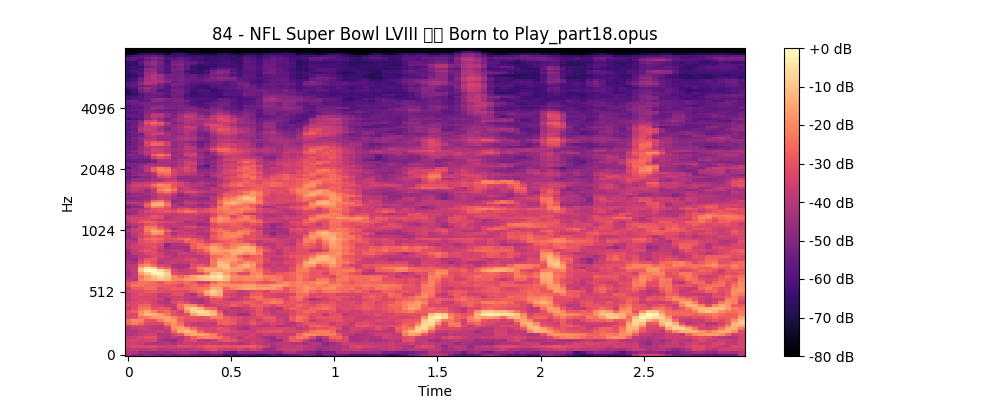 84 - NFL Super Bowl LVIII Born to Play_part18.opus
+0 dB
-10 dB
-20 dB
-30 dB
-40 dB
-50 dB
-60 dB
-70 dB
-80 dB
Hz
4096
2048
1024
512
0
0 0.5 1 1.5 2 2.5
Time